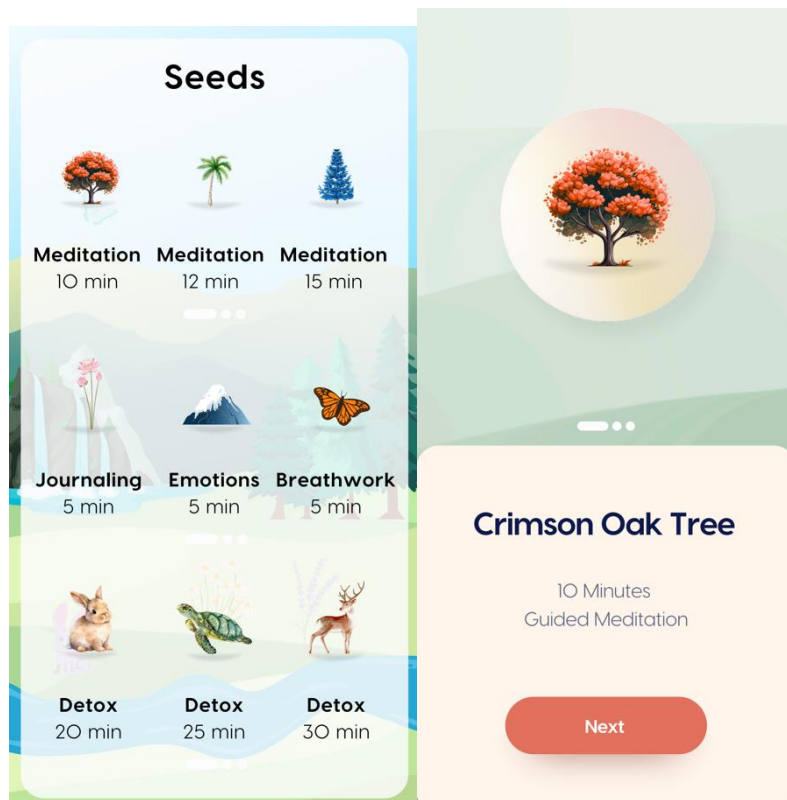 Seeds
Meditation Meditation Meditation
10 min 12 min 15 min
Journaling Emotions Breathwork
5 min 5 min 5 min
Detox Detox Detox
20 min 25 min 30 min
Crimson Oak Tree
10 Minutes
Guided Meditation
Next